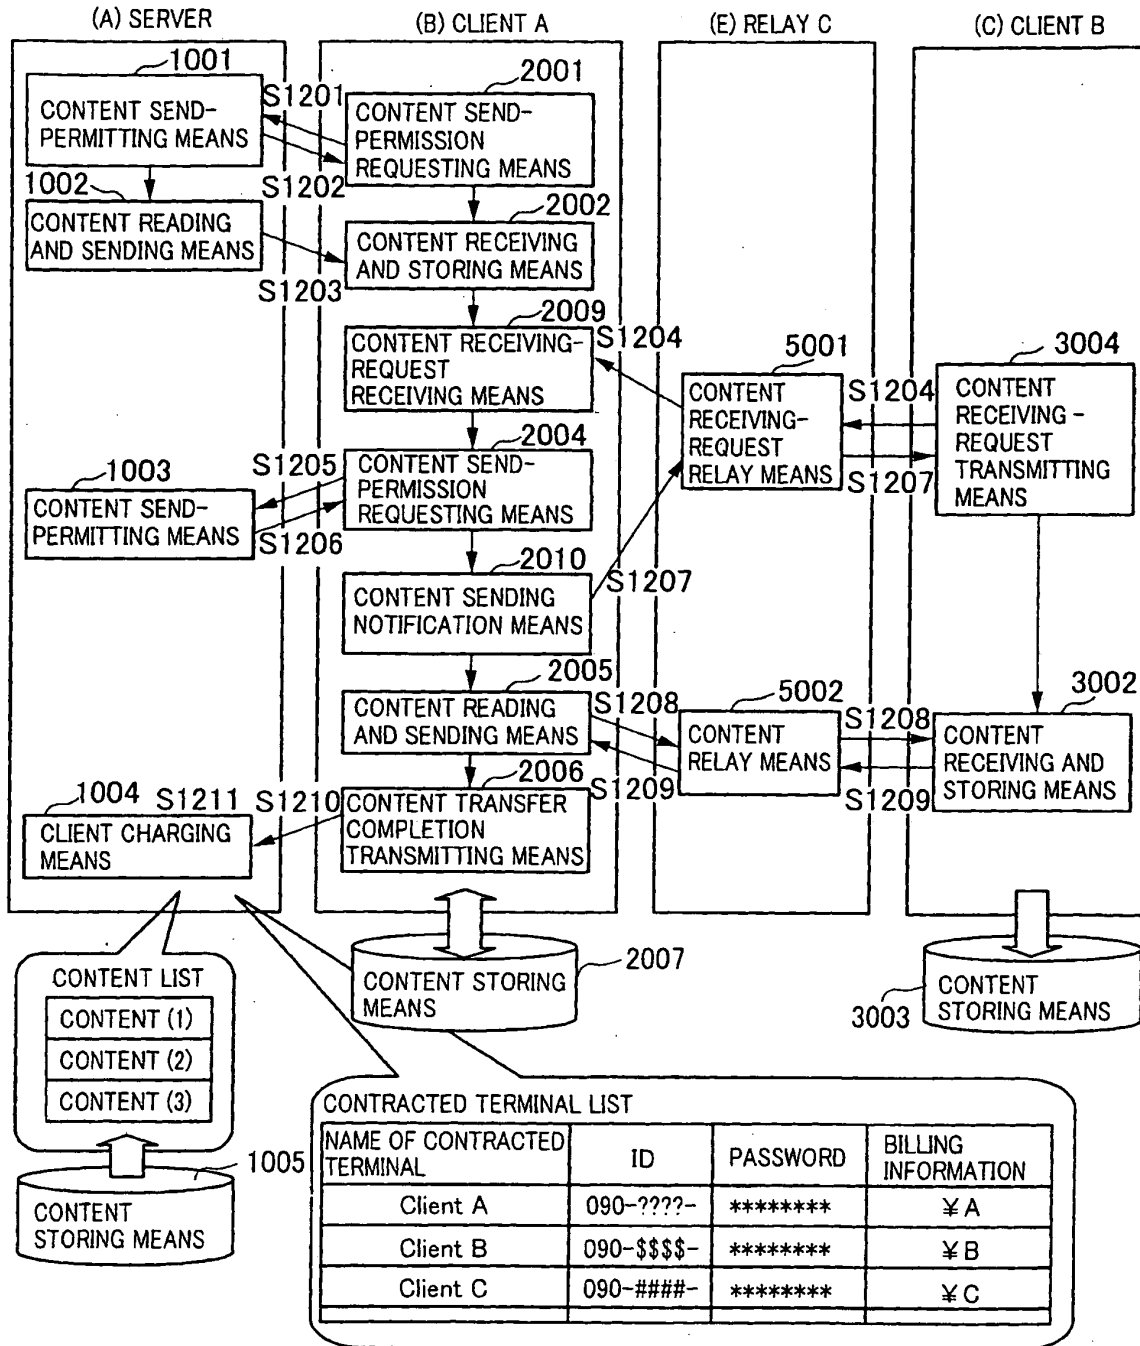 (A) SERVER
(B) CLIENT A
(E) RELAY C
(C) CLIENT B
1001
CONTENT SEND-
PERMITTING MEANS
S1201
S1202
2001
CONTENT SEND-
PERMISSION
REQUESTING MEANS
1002
CONTENT READING
AND SENDING MEANS
S1203
2002
CONTENT RECEIVING
AND STORING MEANS
2009
CONTENT RECEIVING-
REQUEST
RECEIVING MEANS
S1204
5001
CONTENT
RECEIVING-
REQUEST
RELAY MEANS
S1204
S1207
3004
CONTENT
RECEIVING-
REQUEST
TRANSMITTING
MEANS
1003
CONTENT SEND-
PERMITTING MEANS
S1205
S1206
2004
CONTENT SEND-
PERMISSION
REQUESTING MEANS
2010
CONTENT SENDING
NOTIFICATION MEANS
S1207
2005
CONTENT READING
AND SENDING MEANS
S1208
S1209
5002
CONTENT
RELAY MEANS
S1208
S1209
3002
CONTENT
RECEIVING AND
STORING MEANS
1004
CLIENT CHARGING
MEANS
S1211
S1210
2006
CONTENT TRANSFER
COMPLETION
TRANSMITTING MEANS
CONTENT STORING
MEANS
2007
CONTENT
STORING MEANS
3003
CONTENT LIST
CONTENT (1)
CONTENT (2)
CONTENT (3)
1005
CONTENT
STORING MEANS
CONTRACTED TERMINAL LIST
NAME OF CONTRACTED
TERMINAL
ID
PASSWORD
BILLING
INFORMATION
Client A
090-????-
********
¥A
Client B
090-$$$$-
********
¥B
Client C
090-####-
********
¥C